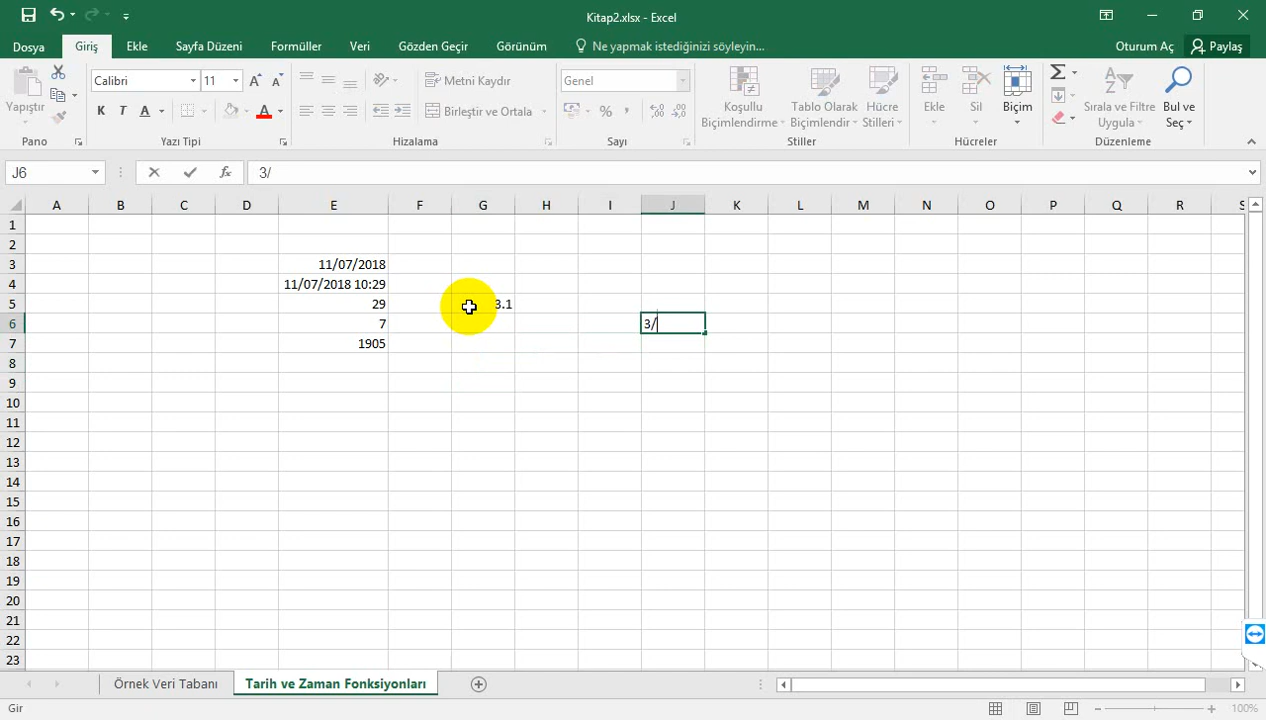 Kitap2.xlsx - Excel
Dosya Giriş Ekle Sayfa Düzeni Formüller Veri Gözden Geçir Görünüm Ne yapmak istediğinizi söyleyin... Oturum Aç Paylaş
Yapıştır
Calibri 11
K T A
Metni Kaydır
Birleştir ve Ortala
Genel
%
Koşullu Biçimlendirme
Tablo Olarak Biçimlendir
Hücre Stilleri
Ekle
Sil
Biçim
Sırala ve Filtre Uygula
Bul ve Seç
Pano Yazı Tipi Hizalama Sayı Stiller Hücreler Düzenleme
J6 fx 3/
A B C D E F G H I J K L M N O P Q R S
1
2
3 11/07/2018
4 11/07/2018 10:29
5 29 3.1
6 7 3/
7 1905
8
9
10
11
12
13
14
15
16
17
18
19
20
21
22
23
Örnek Veri Tabanı Tarih ve Zaman Fonksiyonları
Gir 100%